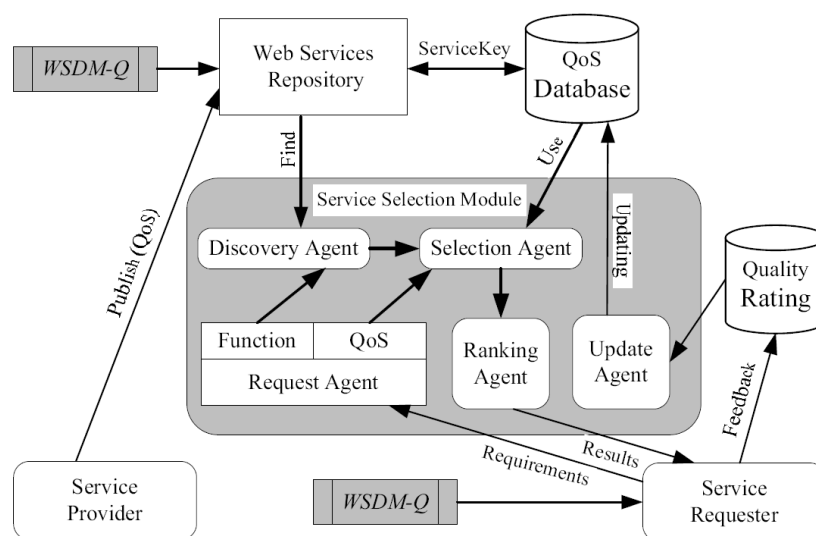 WSDM-Q
Web Services
Repository
ServiceKey
QoS
Database
Find
Use
Publish (QoS)
Service Selection Module
Updating
Discovery Agent
Selection Agent
Quality
Rating
Function
QoS
Request Agent
Ranking
Agent
Update
Agent
Feedback
Results
Requirements
Service
Provider
WSDM-Q
Service
Requester